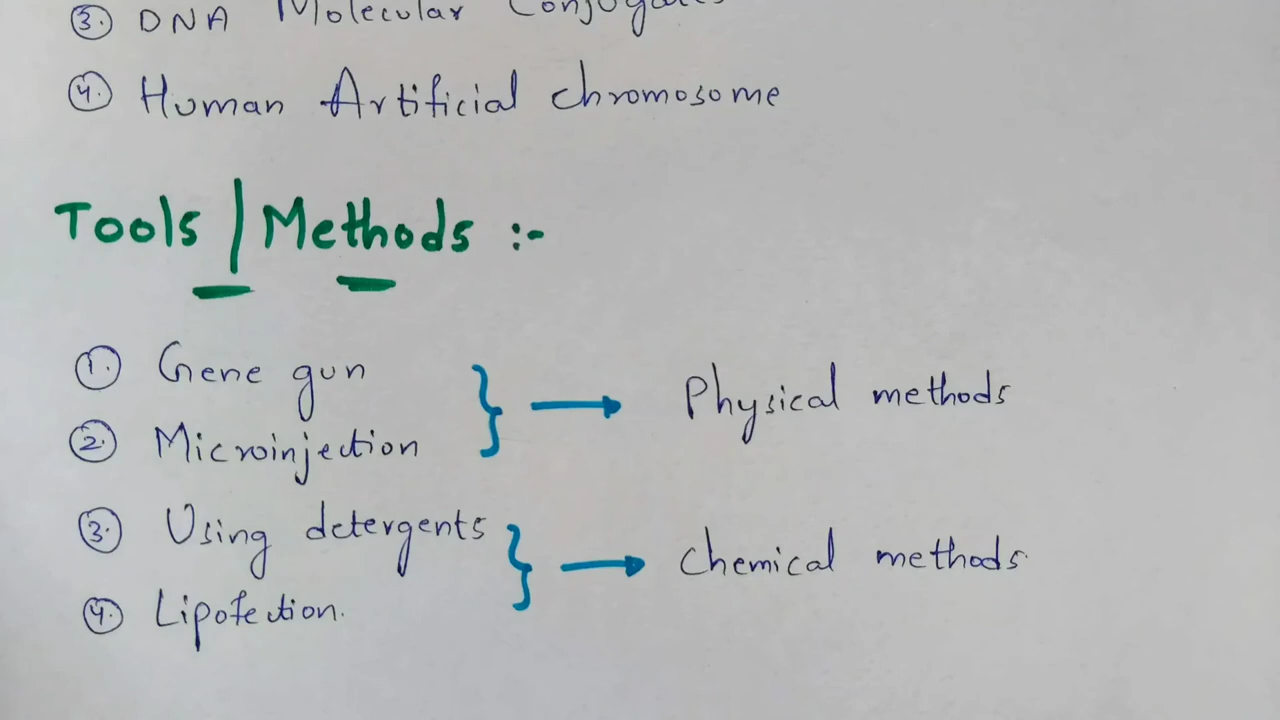 3. DNA Molecular Conjugates
4. Human Artificial chromosome
Tools | Methods :-
1. Gene gun
2. Microinjection
} → Physical methods
3. Using detergents
4. Lipofection.
} → Chemical methods.